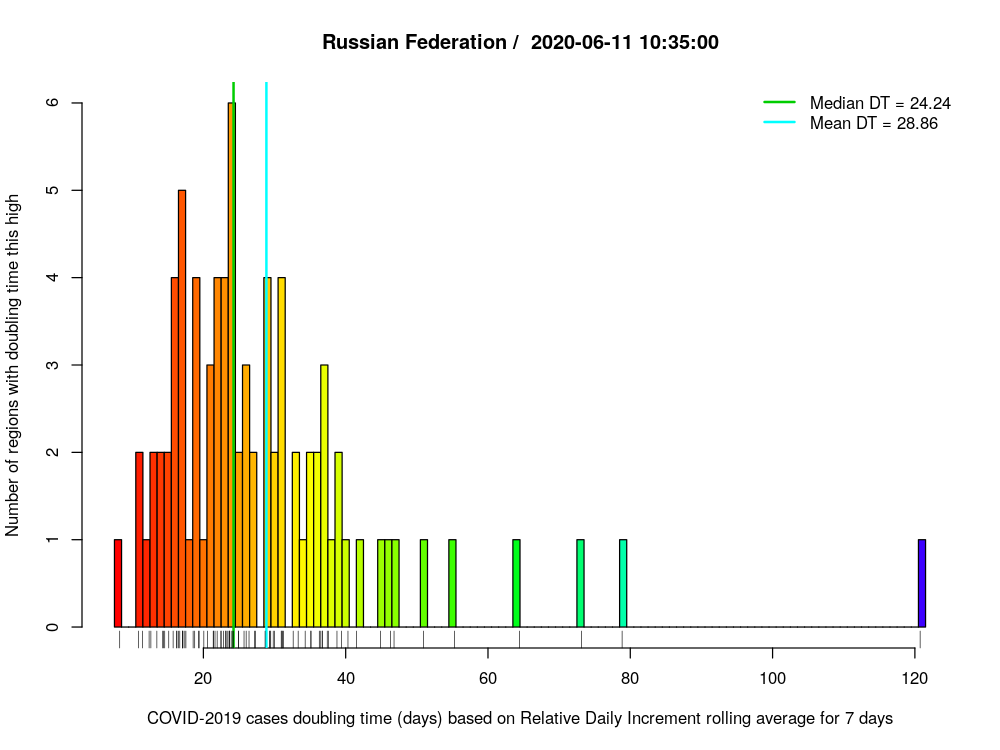 Russian Federation /  2020-06-11 10:35:00
Median DT = 24.24
Mean DT = 28.86
Number of regions with doubling time this high
6
5
4
3
2
1
0
20 40 60 80 100 120
COVID-2019 cases doubling time (days) based on Relative Daily Increment rolling average for 7 days